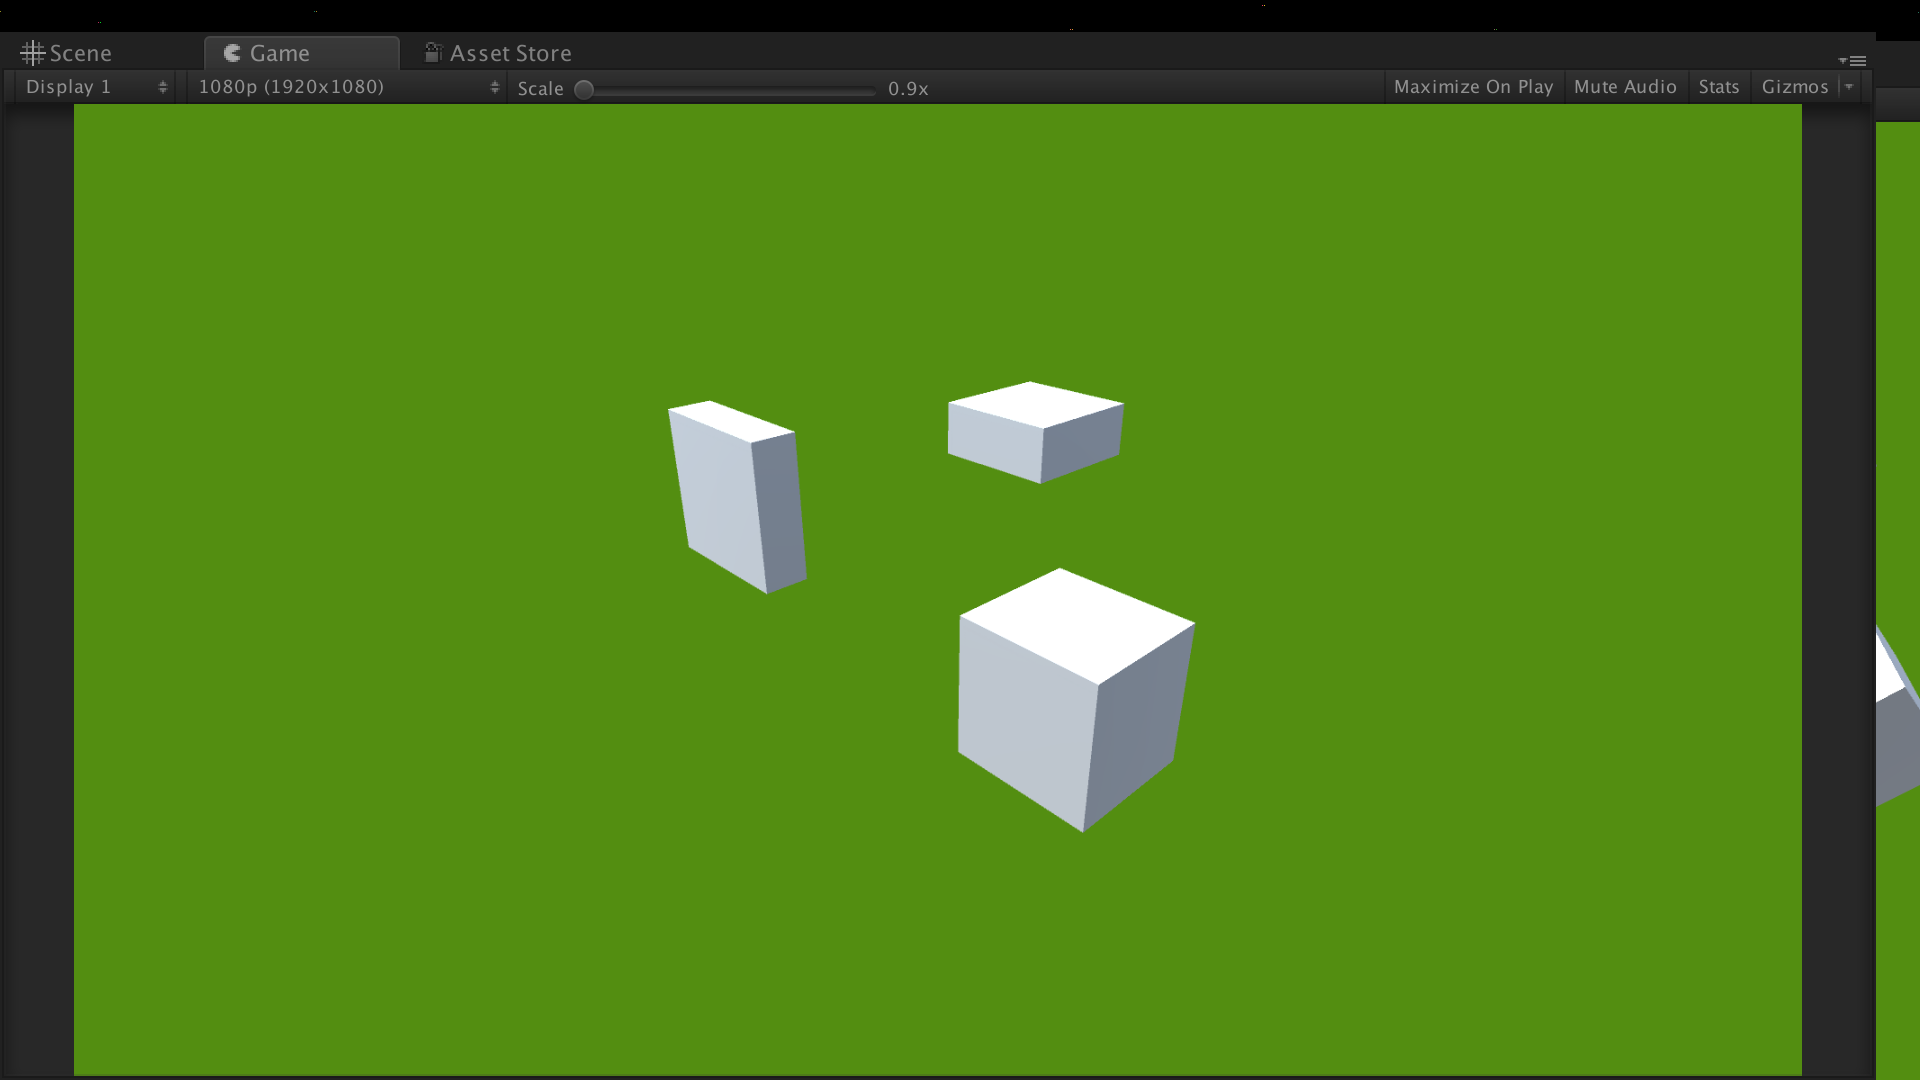 Scene Game Asset Store
Display 1 1080p (1920x1080) Scale 0.9x Maximize On Play Mute Audio Stats Gizmos